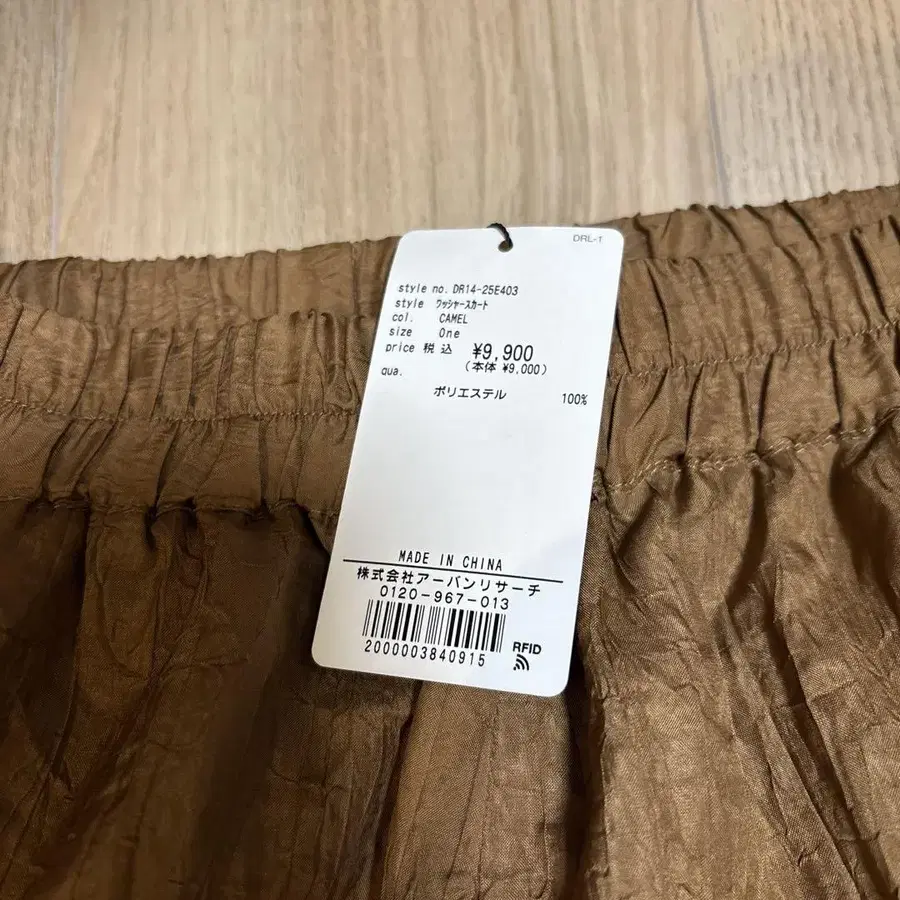 DRL-1
style no. DR14-25E403
style ワッシャースカート
col. CAMEL
size One
price 税込 ¥9,900
(本体 ¥9,000)
qua.
ポリエステル 100%
MADE IN CHINA
株式会社アーバンリサーチ
0120-967-013
2000003840915
RFID